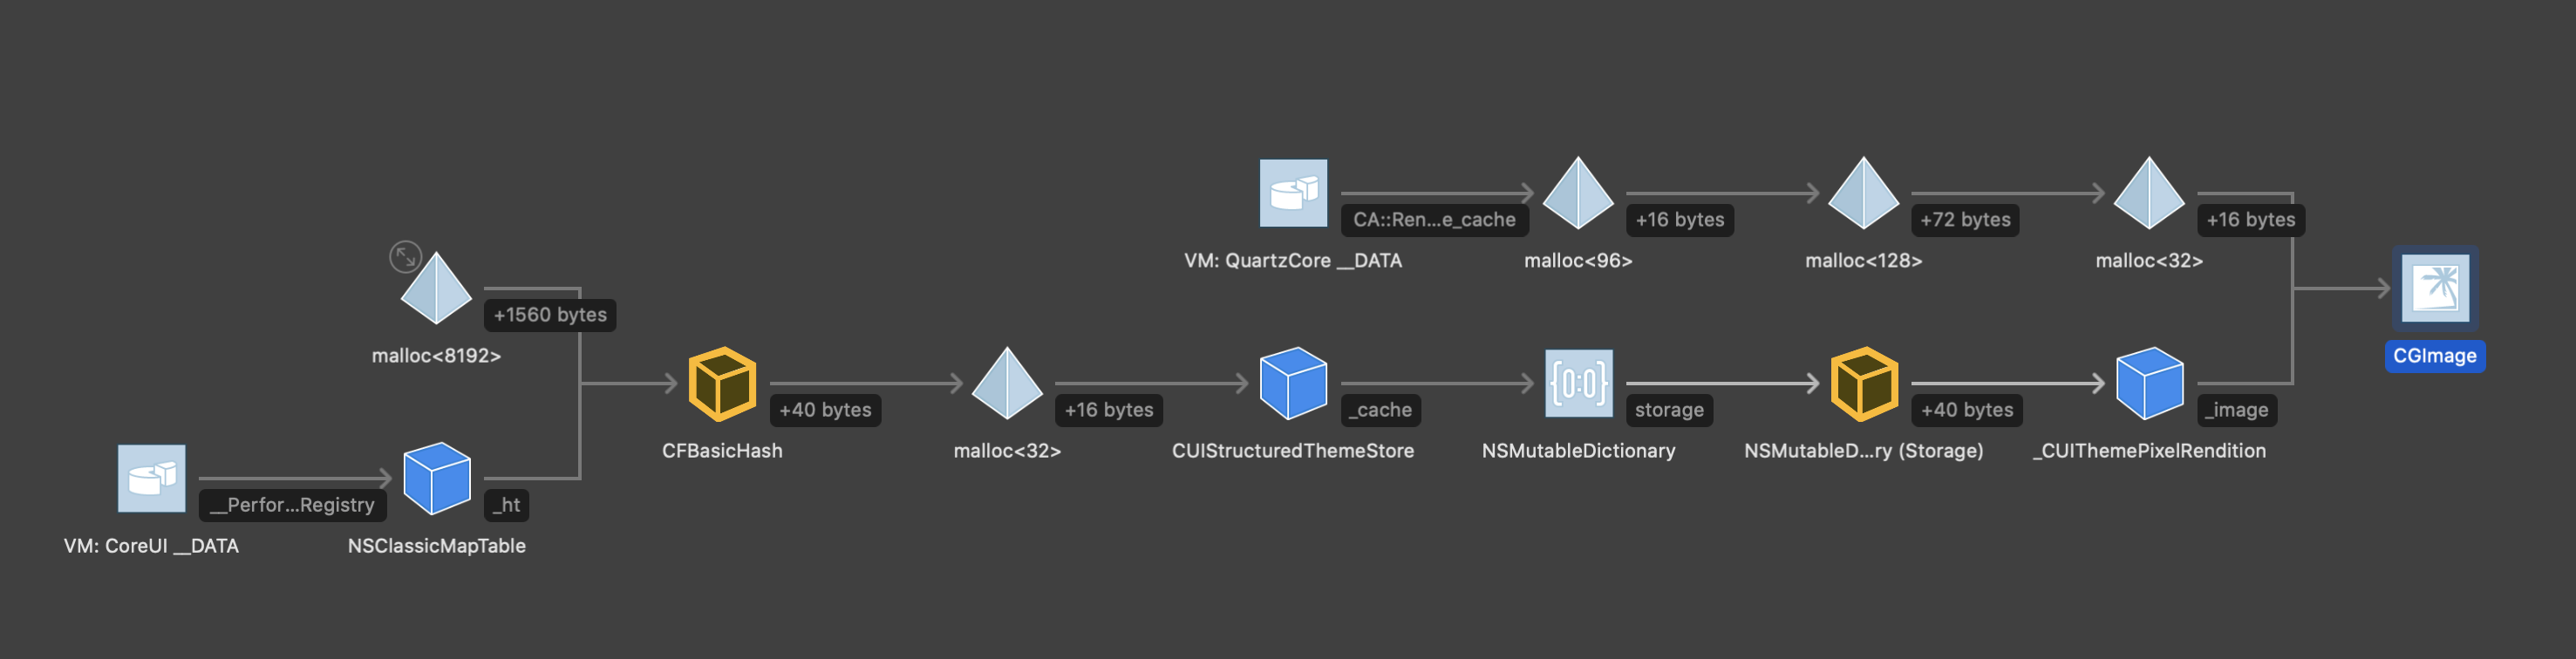 CA::Ren...e_cache
+16 bytes
+72 bytes
+16 bytes
VM: QuartzCore __DATA
malloc<96>
malloc<128>
malloc<32>
+1560 bytes
malloc<8192>
CGImage
+40 bytes
+16 bytes
_cache
storage
+40 bytes
_image
CFBasicHash
malloc<32>
CUIStructuredThemeStore
NSMutableDictionary
NSMutableD...ry (Storage)
_CUIThemePixelRendition
__Perfor...Registry
_ht
VM: CoreUI __DATA
NSClassicMapTable